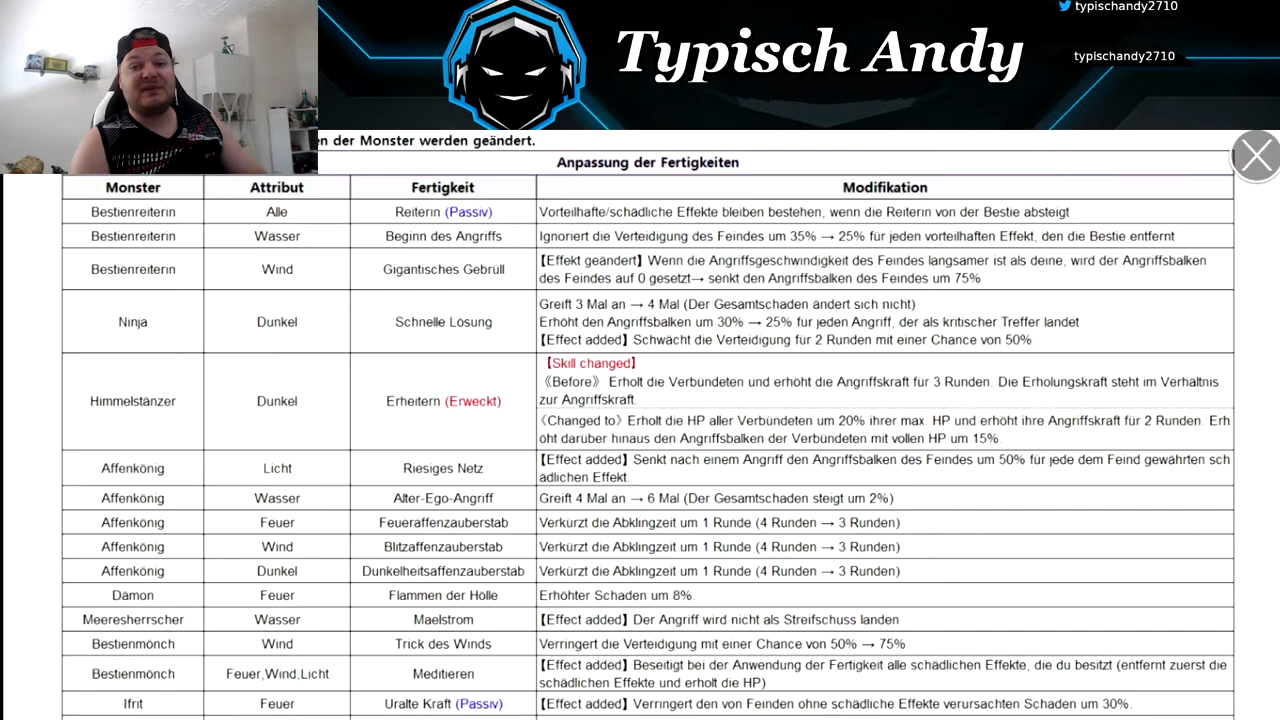 typischandy2710
Typisch Andy
typischandy2710
en der Monster werden geändert.
Anpassung der Fertigkeiten
Monster Attribut Fertigkeit Modifikation
Bestienreiterin Alle Reiterin (Passiv) Vorteilhafte/schädliche Effekte bleiben bestehen, wenn die Reiterin von der Bestie absteigt
Bestienreiterin Wasser Beginn des Angriffs Ignoriert die Verteidigung des Feindes um 35% → 25% für jeden vorteilhaften Effekt, den die Bestie entfernt
Bestienreiterin Wind Gigantisches Gebrüll 【Effekt geändert】 Wenn die Angriffsgeschwindigkeit des Feindes langsamer ist als deine, wird der Angriffsbalken
des Feindes auf 0 gesetzt→ senkt den Angriffsbalken des Feindes um 75%
Ninja Dunkel Schnelle Lösung Greift 3 Mal an → 4 Mal (Der Gesamtschaden ändert sich nicht)
Erhöht den Angriffsbalken um 30% → 25% für jeden Angriff, der als kritischer Treffer landet
【Effect added】 Schwächt die Verteidigung für 2 Runden mit einer Chance von 50%.
Himmelstänzer Dunkel Erheitern (Erweckt) 【Skill changed】
《Before》 Erholt die Verbündeten und erhöht die Angriffskraft für 3 Runden. Die Erholungskraft steht im Verhältnis
zur Angriffskraft.
《Changed to》 Erholt die HP aller Verbündeten um 20% ihrer max. HP und erhöht ihre Angriffskraft für 2 Runden. Erh
öht darüber hinaus den Angriffsbalken der Verbündeten mit vollen HP um 15%.
Affenkönig Licht Riesiges Netz 【Effect added】 Senkt nach einem Angriff den Angriffsbalken des Feindes um 50% für jede dem Feind gewährten sch
ädlichen Effekt.
Affenkönig Wasser Alter-Ego-Angriff Greift 4 Mal an → 6 Mal (Der Gesamtschaden steigt um 2%)
Affenkönig Feuer Feueraffenzauberstab Verkürzt die Abklingzeit um 1 Runde (4 Runden → 3 Runden)
Affenkönig Wind Blitzaffenzauberstab Verkürzt die Abklingzeit um 1 Runde (4 Runden → 3 Runden)
Affenkönig Dunkel Dunkelheitsaffenzauberstab Verkürzt die Abklingzeit um 1 Runde (4 Runden → 3 Runden)
Dämon Feuer Flammen der Hölle Erhöhter Schaden um 8%.
Meeresherrscher Wasser Maelstrom 【Effect added】 Der Angriff wird nicht als Streifschuss landen
Bestienmönch Wind Trick des Winds Verringert die Verteidigung mit einer Chance von 50% → 75%
Bestienmönch Feuer,Wind,Licht Meditieren 【Effect added】 Beseitigt bei der Anwendung der Fertigkeit alle schädlichen Effekte, die du besitzt (entfernt zuerst die
schädlichen Effekte und erholt die HP)
Ifrit Feuer Uralte Kraft (Passiv) 【Effect added】 Verringert den von Feinden ohne schädliche Effekte verursachten Schaden um 30%.